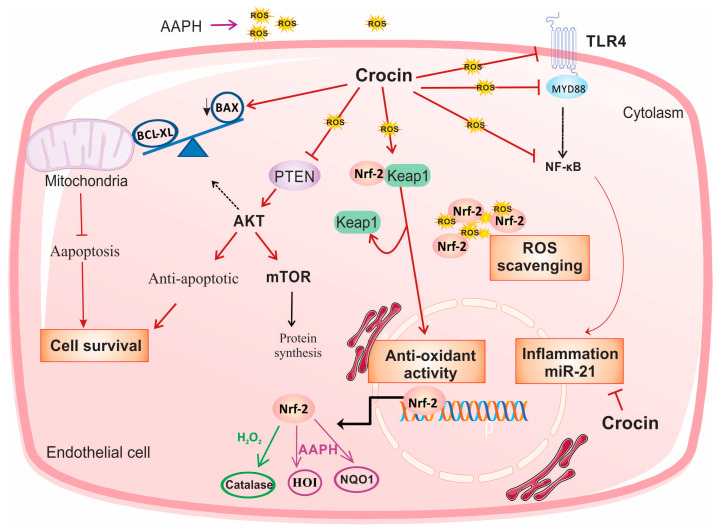 AAPH
ROS
ROS
ROS
ROS
ROS
TLR4
ROS
Crocin
ROS
MYD88
BAX
ROS
ROS
ROS
Cytolasm
BCL-XL
Mitochondria
PTEN
Nrf-2
Keap1
NF-κB
AKT
Keap1
Nrf-2
ROS
Nrf-2
ROS
ROS
Nrf-2
ROS
scavenging
Aapoptosis
Anti-apoptotic
mTOR
Cell survival
Protein
synthesis
Anti-oxidant
activity
Inflammation
miR-21
Nrf-2
Nrf-2
Crocin
H₂O₂
AAPH
Endothelial cell
Catalase
HOI
NQO1